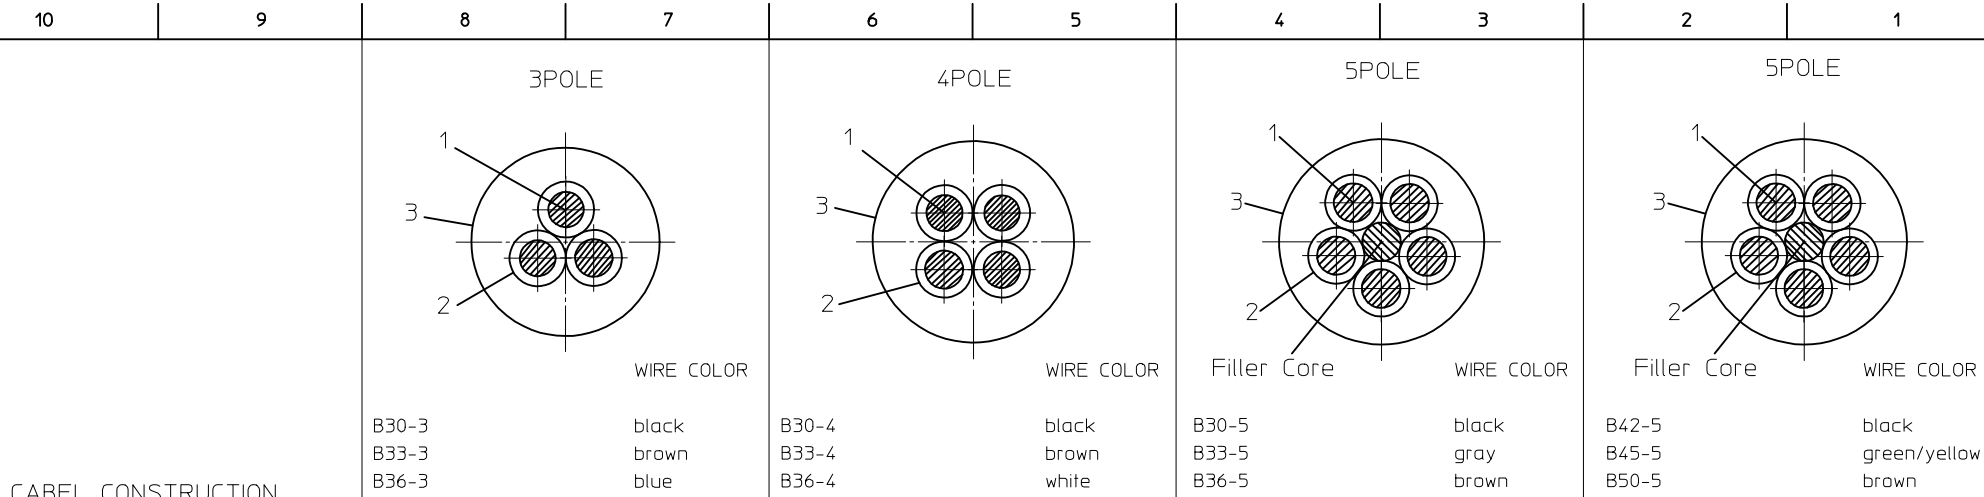 10 9 8 7 6 5 4 3 2 1
3POLE 4POLE 5POLE 5POLE
1 1 1 1
3 3 3 3
2 2 2 2
Filler Core Filler Core
WIRE COLOR WIRE COLOR WIRE COLOR WIRE COLOR
B30-3 black B30-4 black B30-5 black B42-5 black
B33-3 brown B33-4 brown B33-5 gray B45-5 green/yellow
B36-3 blue B36-4 white B36-5 brown B50-5 brown
CABEL CONSTRUCTION